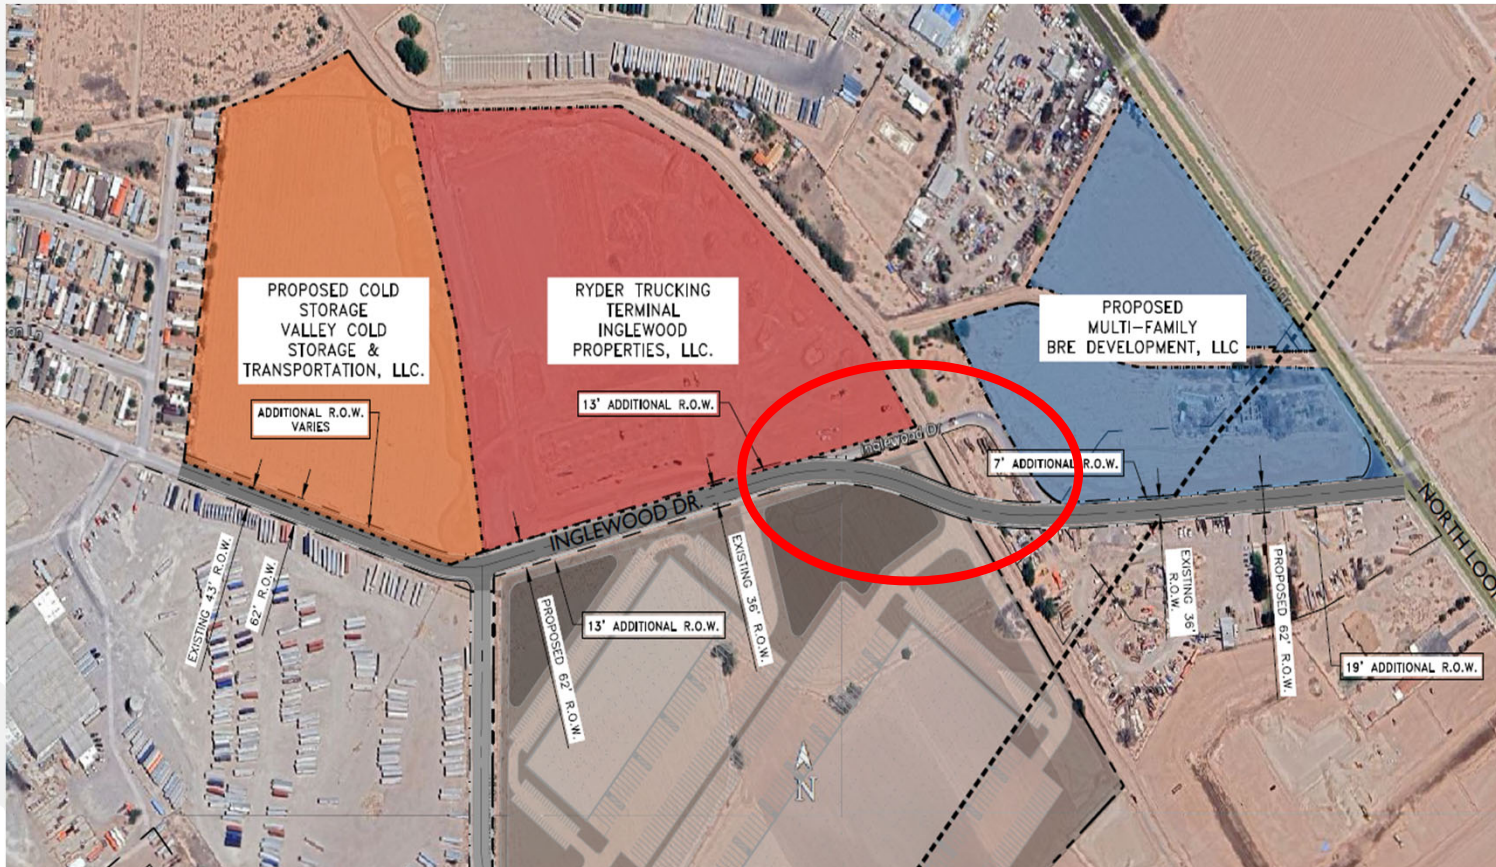 PROPOSED COLD
STORAGE
VALLEY COLD
STORAGE &
TRANSPORTATION, LLC.
RYDER TRUCKING
TERMINAL
INGLEWOOD
PROPERTIES, LLC.
PROPOSED
MULTI-FAMILY
BRE DEVELOPMENT, LLC
ADDITIONAL R.O.W.
VARIES
13' ADDITIONAL R.O.W.
Inglewood Dr
7' ADDITIONAL R.O.W.
INGLEWOOD DR.
NORTH LOOP
EXISTING 43' R.O.W.
62' R.O.W.
PROPOSED 62' R.O.W.
13' ADDITIONAL R.O.W.
EXISTING 36' R.O.W.
EXISTING 36'
R.O.W.
PROPOSED 62' R.O.W.
19' ADDITIONAL R.O.W.
N